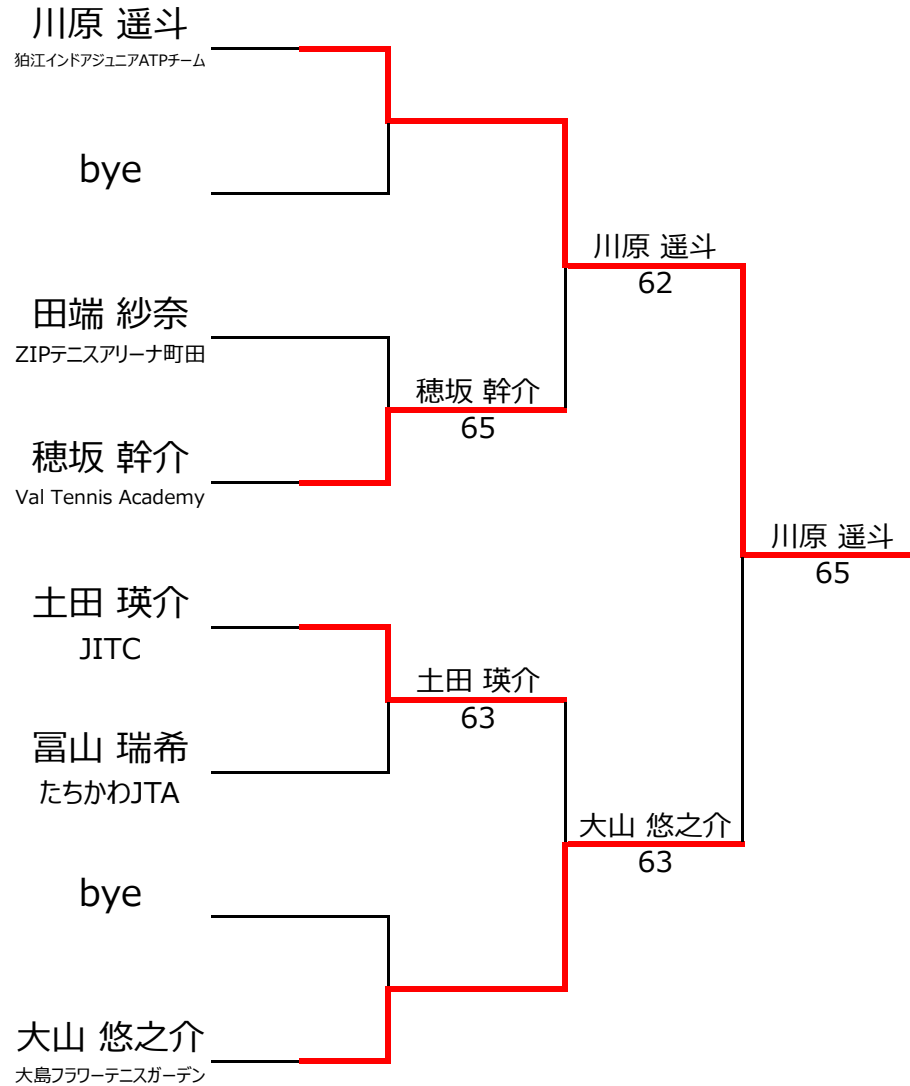 川原 遥斗
狛江インドアジュニアATPチーム
bye
田端 紗奈
ZIPテニスアリーナ町田
穂坂 幹介
Val Tennis Academy
土田 瑛介
JITC
冨山 瑞希
たちかわJTA
bye
大山 悠之介
大島フラワーテニスガーデン
穂坂 幹介
65
土田 瑛介
63
川原 遥斗
62
大山 悠之介
63
川原 遥斗
65